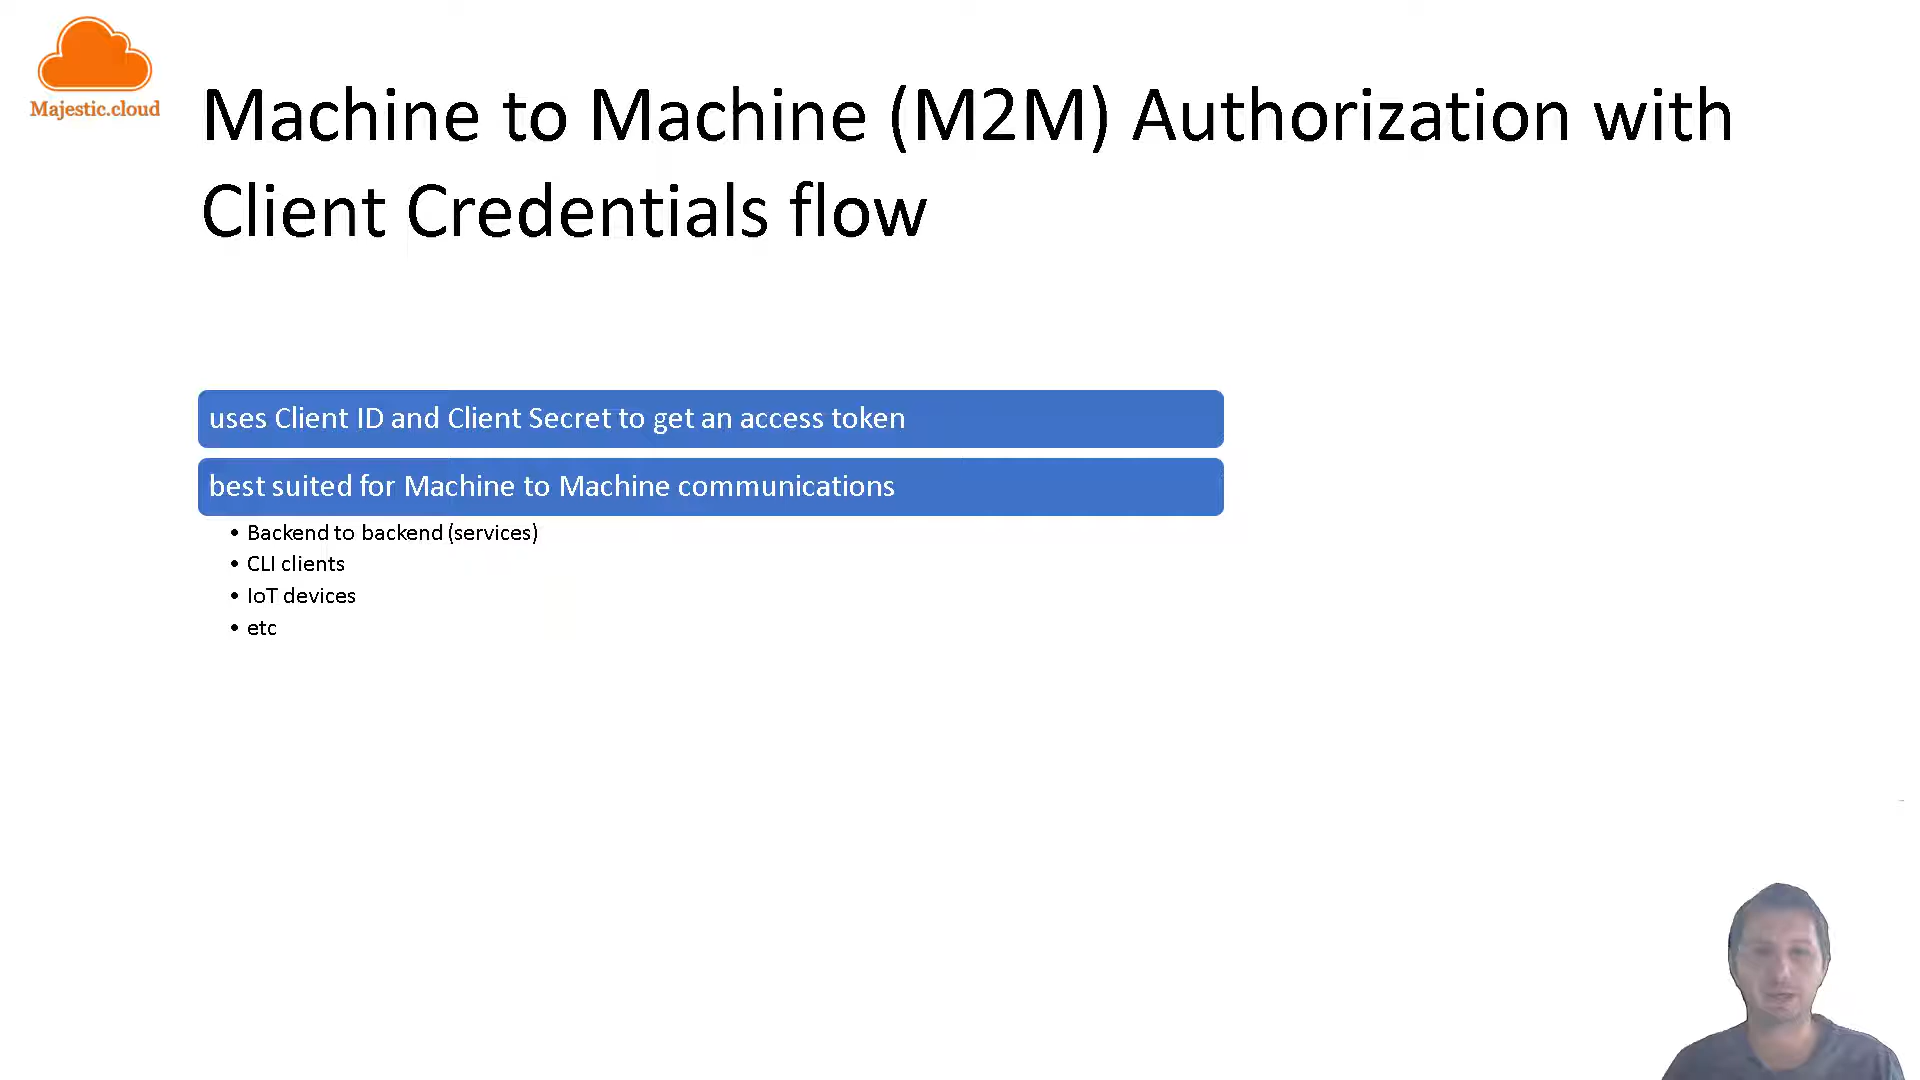 Majestic.cloud
Machine to Machine (M2M) Authorization with
Client Credentials flow
uses Client ID and Client Secret to get an access token
best suited for Machine to Machine communications
• Backend to backend (services)
• CLI clients
• IoT devices
• etc